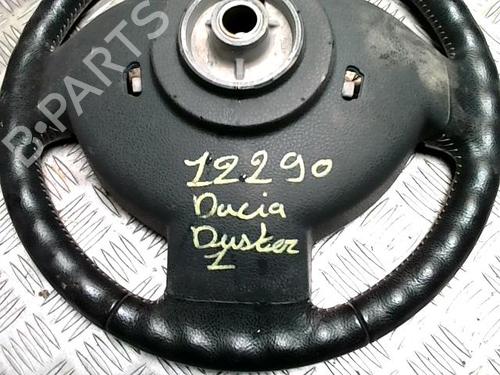 B-PARTS
12290
Dacia
Duster
1